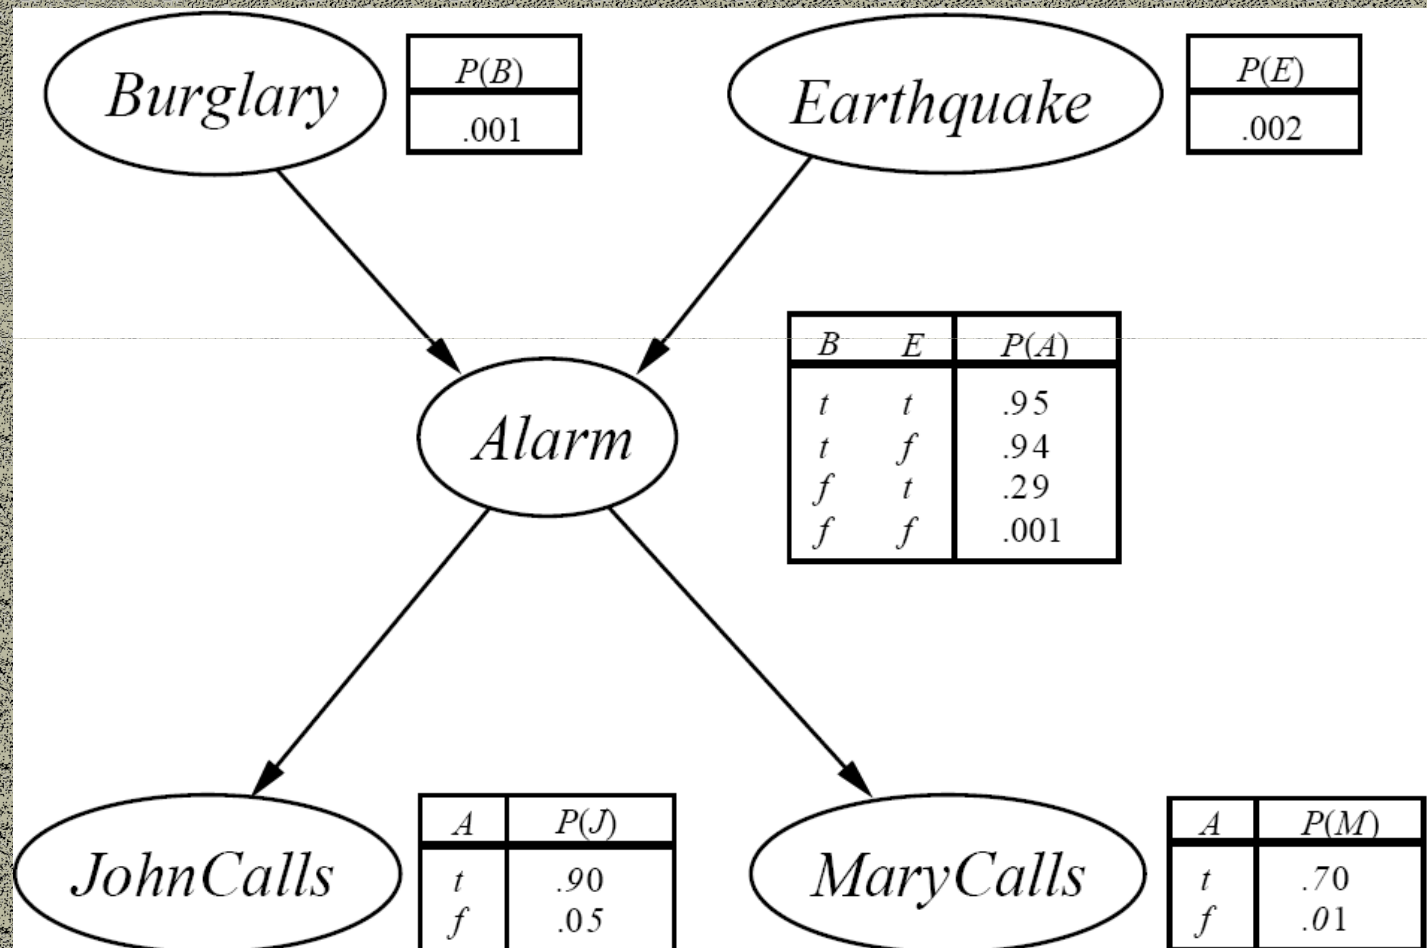 Burglary
P(B)
.001
Earthquake
P(E)
.002
Alarm
B E P(A)
t t .95
t f .94
f t .29
f f .001
JohnCalls
A P(J)
t .90
f .05
MaryCalls
A P(M)
t .70
f .01